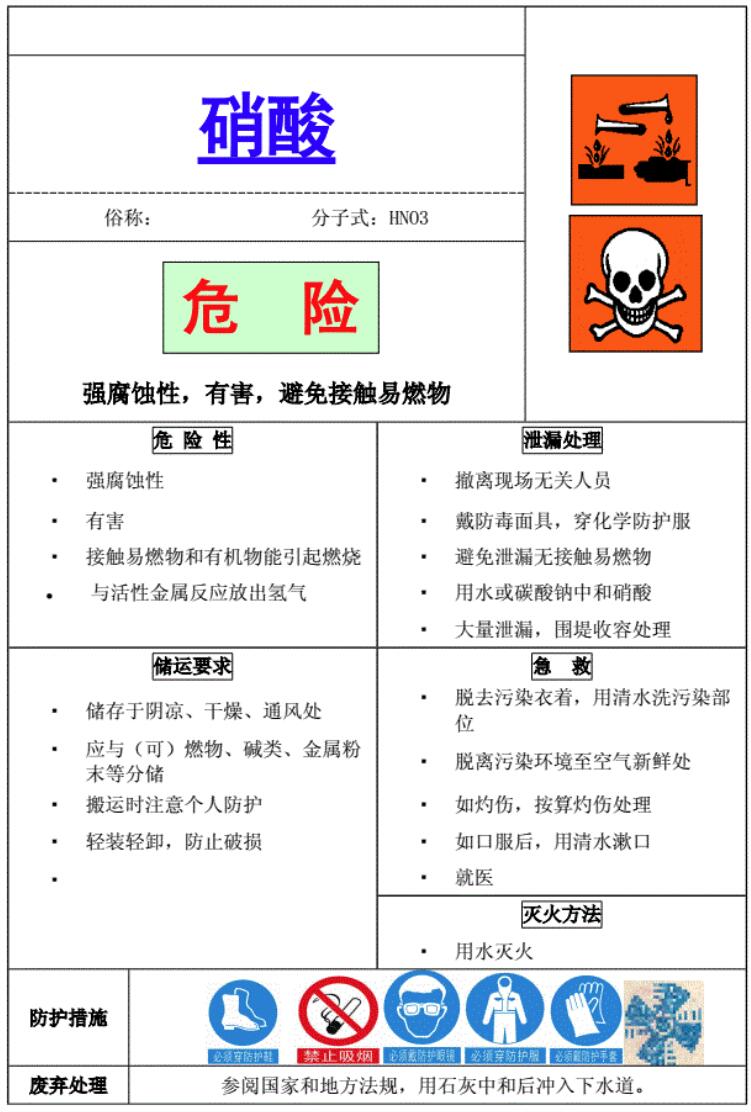 硝酸
俗称： 分子式：HNO3
危 险
强腐蚀性，有害，避免接触易燃物
危 险 性
▪ 强腐蚀性
▪ 有害
▪ 接触易燃物和有机物能引起燃烧
• 与活性金属反应放出氢气
泄漏处理
▪ 撤离现场无关人员
▪ 戴防毒面具，穿化学防护服
▪ 避免泄漏无接触易燃物
▪ 用水或碳酸钠中和硝酸
▪ 大量泄漏，围堤收容处理
储运要求
▪ 储存于阴凉、干燥、通风处
▪ 应与（可）燃物、碱类、金属粉
末等分储
▪ 搬运时注意个人防护
▪ 轻装轻卸，防止破损
▪
急 救
▪ 脱去污染衣着，用清水洗污染部
位
▪ 脱离污染环境至空气新鲜处
▪ 如灼伤，按算灼伤处理
▪ 如口服后，用清水漱口
▪ 就医
灭火方法
▪ 用水灭火
防护措施
必须穿防护鞋
禁止吸烟
必须戴防护眼镜
必须穿防护服
必须戴防护手套
废弃处理
参阅国家和地方法规，用石灰中和后冲入下水道。